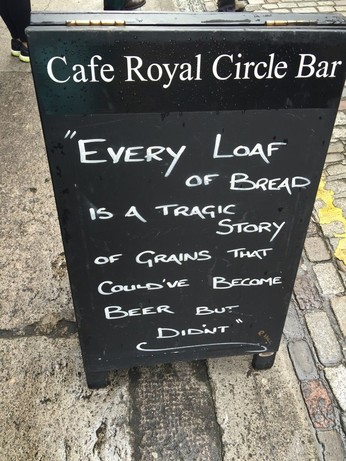 Cafe Royal Circle Bar
"EVERY LOAF
OF BREAD
IS A TRAGIC
STORY
OF GRAINS THAT
COULD'VE BECOME
BEER BUT
DIDN'T"